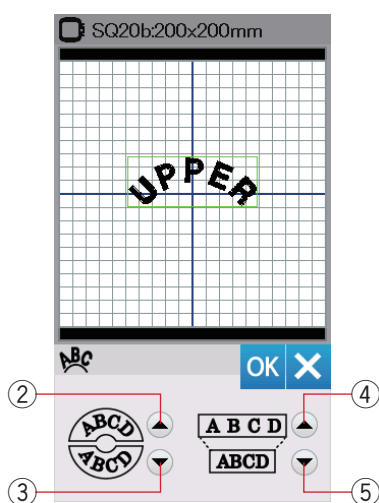 SQ20b:200x200mm
UPPER
ABC
OK
② ④
ABCD A B C D
ABCD ABCD
③ ⑤